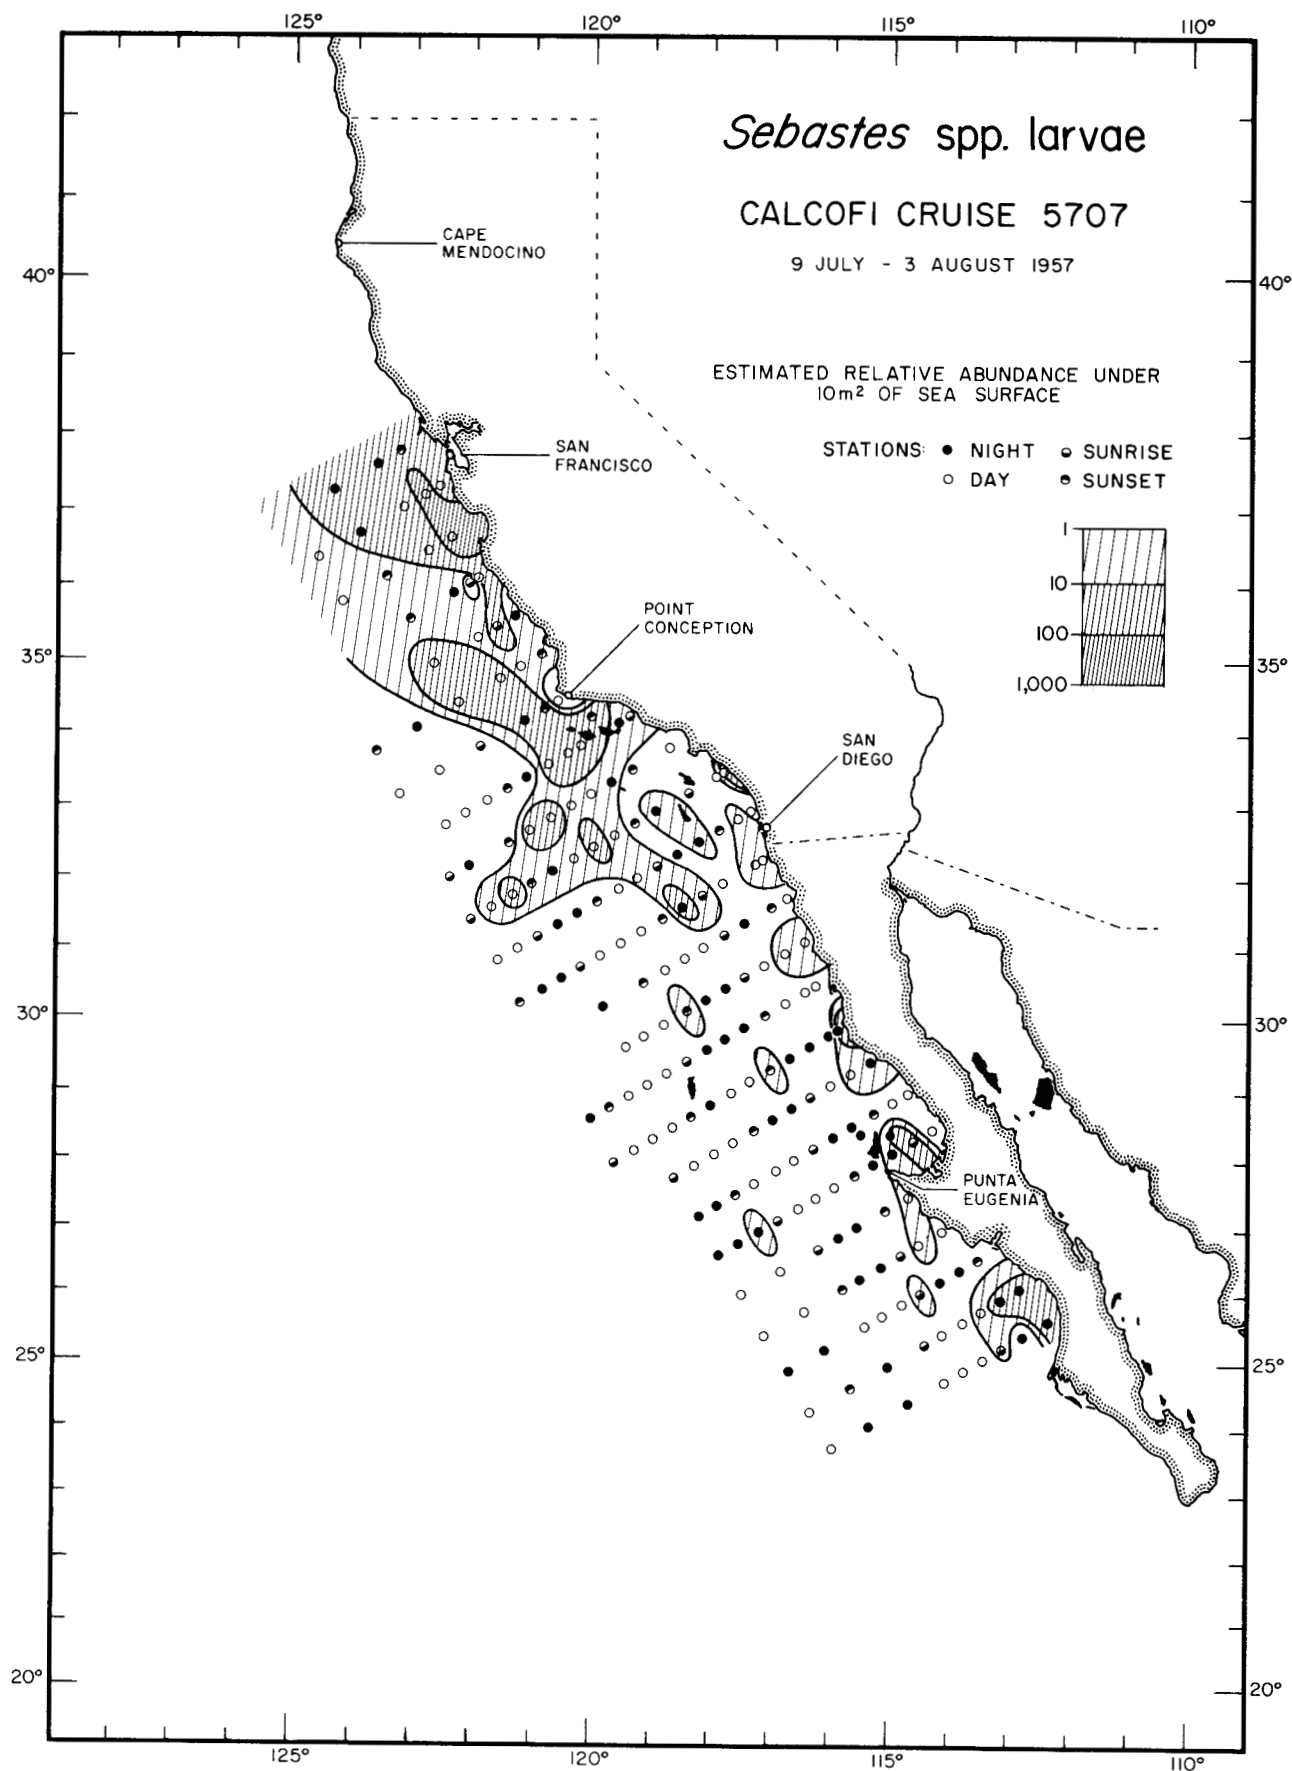 125° 120° 115° 110°
Sebastes spp. larvae
CALCOFI CRUISE 5707
9 JULY - 3 AUGUST 1957
CAPE
MENDOCINO
40° 40°
ESTIMATED RELATIVE ABUNDANCE UNDER
10m² OF SEA SURFACE
STATIONS: ● NIGHT SUNRISE
○ DAY SUNSET
SAN
FRANCISCO
1
10
100
1,000
POINT
CONCEPTION
35° 35°
SAN
DIEGO
30° 30°
PUNTA
EUGENIA
25° 25°
20° 20°
125° 120° 115° 110°